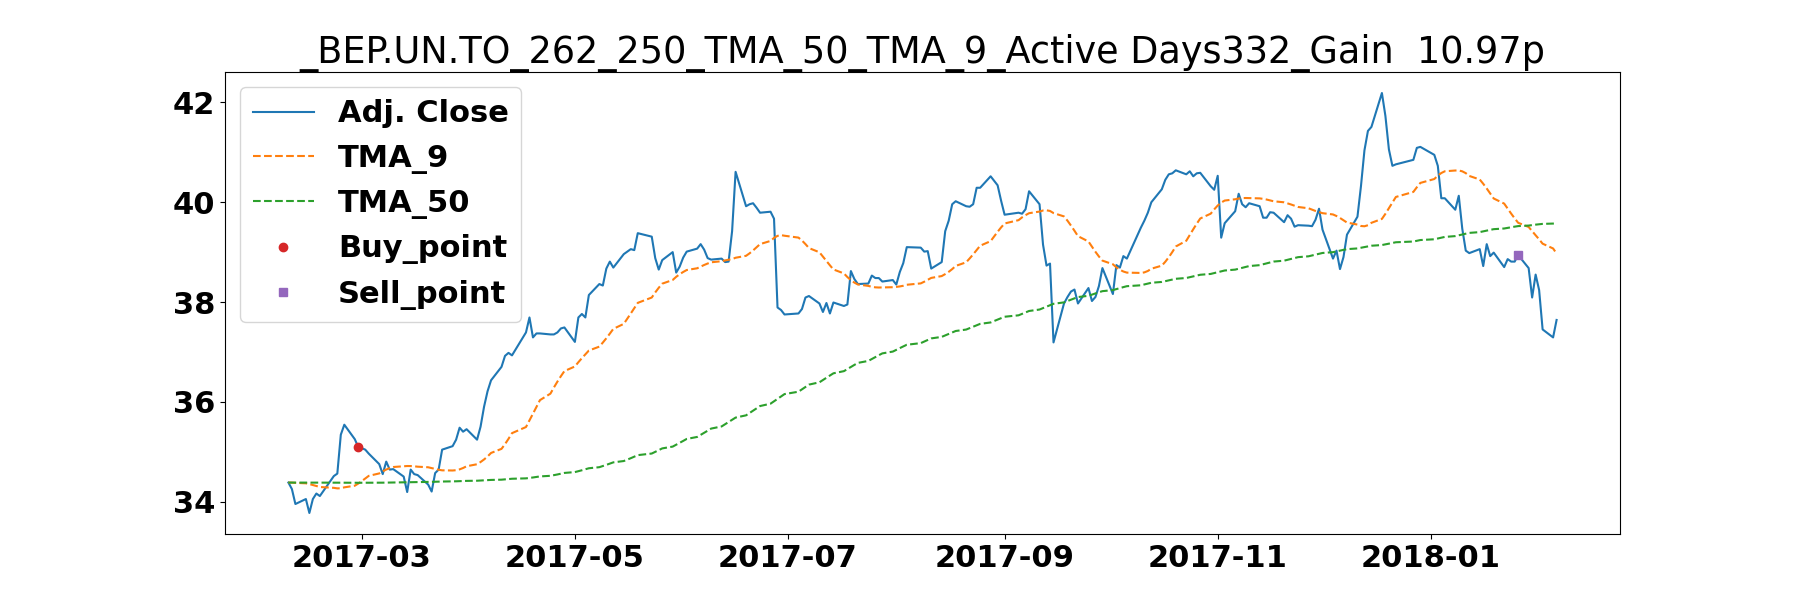 _BEP.UN.TO_262_250_TMA_50_TMA_9_Active Days332_Gain  10.97p
42
40
38
36
34
Adj. Close
TMA_9
TMA_50
Buy_point
Sell_point
2017-03 2017-05 2017-07 2017-09 2017-11 2018-01